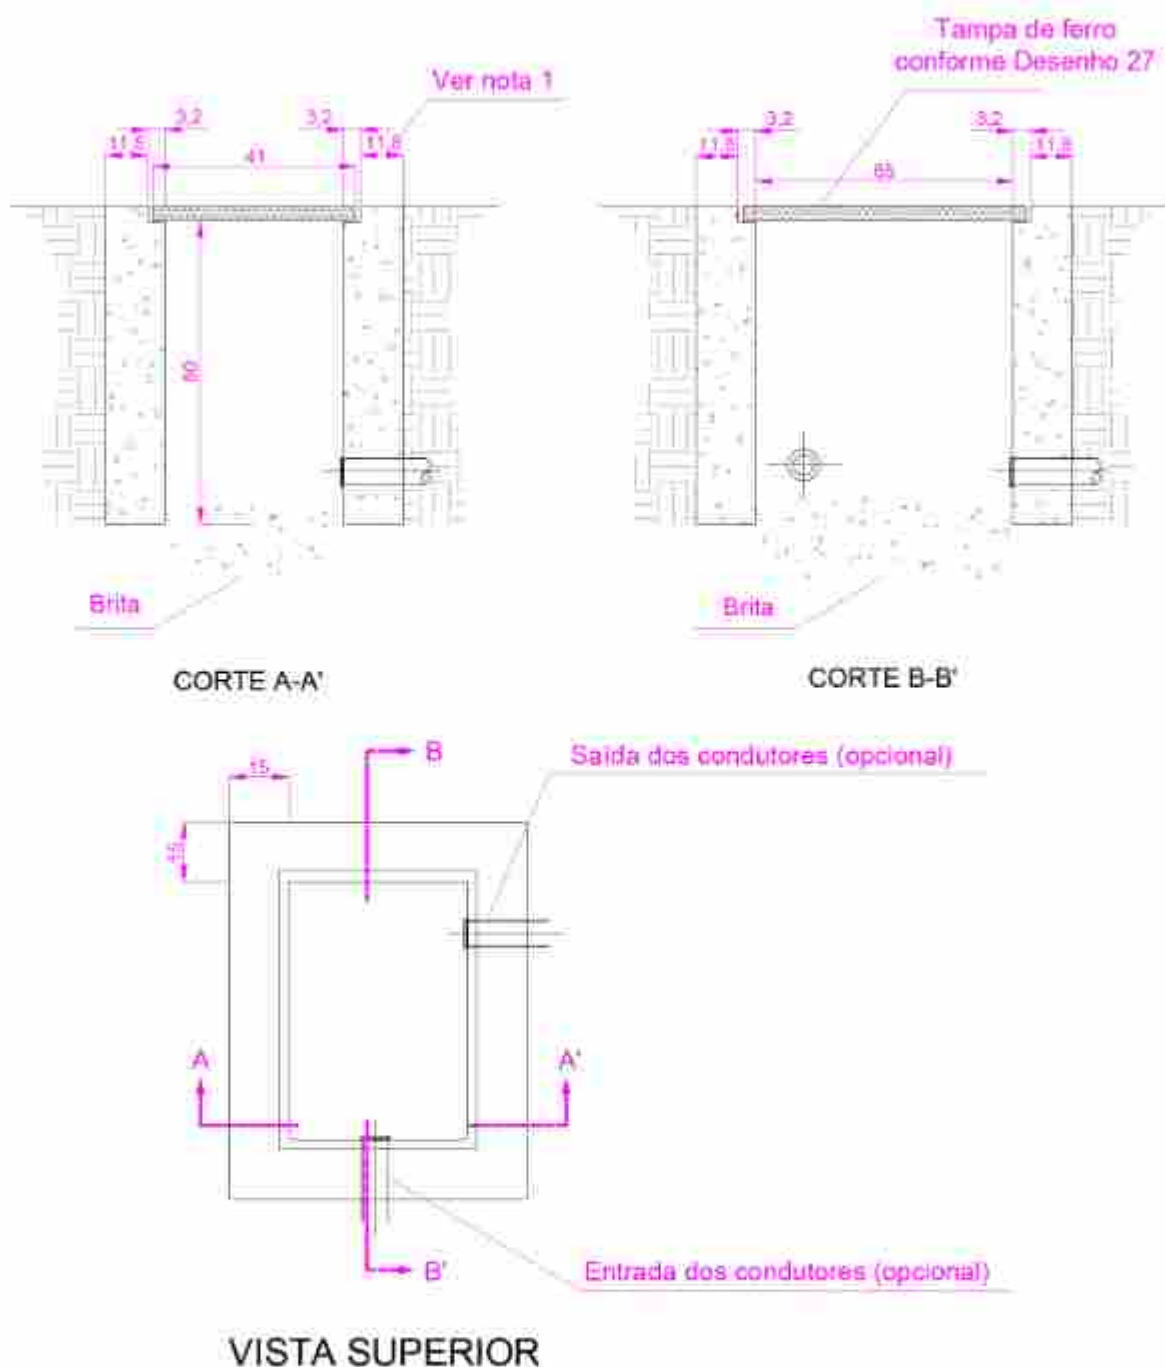 Tampa de ferro
conforme Desenho 27
Ver nota 1
3,2
3,2
11,8
41
11,8
3,2
3,2
11,8
65
11,8
80
Brita
Brita
CORTE A-A'
CORTE B-B'
B
Saída dos condutores (opcional)
15
15
A
A'
B'
Entrada dos condutores (opcional)
VISTA SUPERIOR